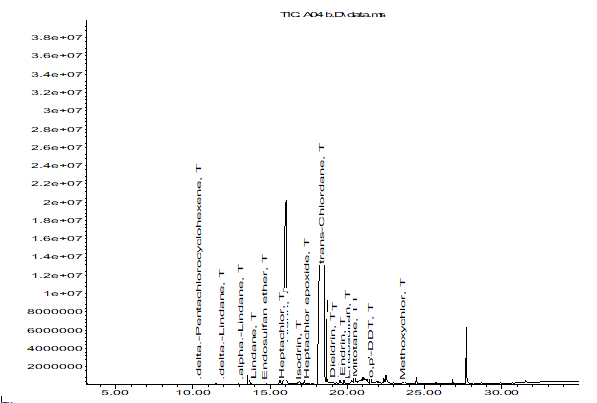 TIC: A04 b.D\data.ms
3.8e+07
3.6e+07
3.4e+07
3.2e+07
3e+07
2.8e+07
2.6e+07
2.4e+07
2.2e+07
2e+07
1.8e+07
1.6e+07
1.4e+07
1.2e+07
1e+07
8000000
6000000
4000000
2000000
.delta.-Pentachlorocyclohexene, T
.delta.-Lindane, T
.alpha.-Lindane, T
Lindane, T
Endosulfan ether, T
Heptachlor, T
Isodrin, T
Heptachlor epoxide, T
trans-Chlordane, T
Dieldrin, T
Endrin, T
Mitotane, T
o,p'-DDT, T
Methoxychlor, T
5.00
10.00
15.00
20.00
25.00
30.00